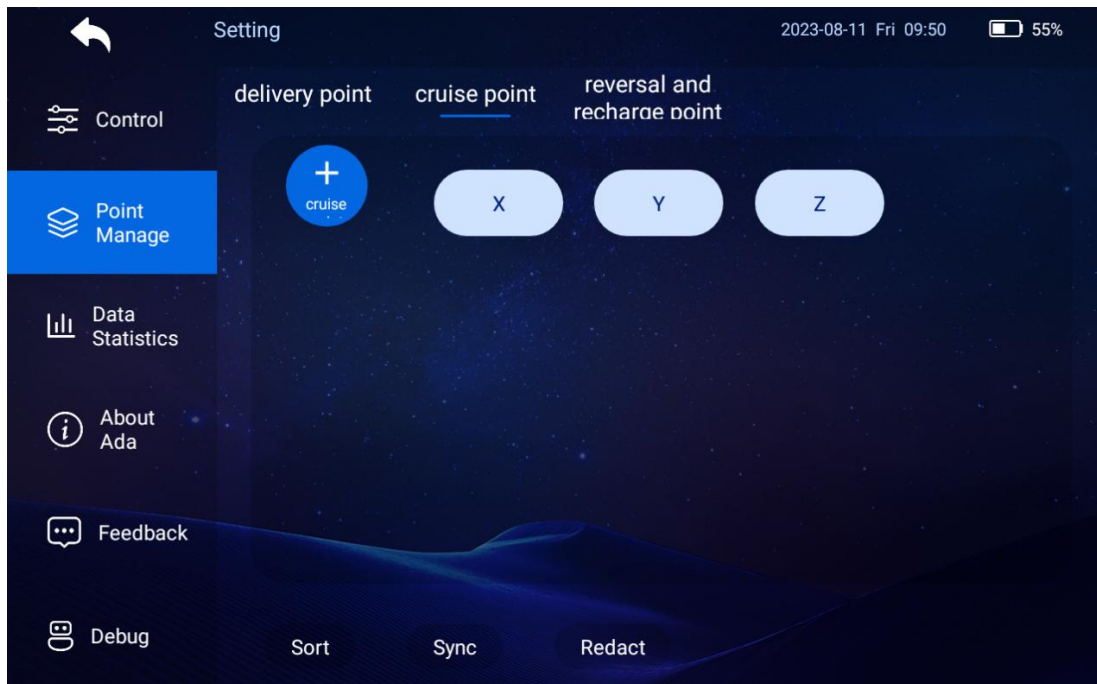 Setting
2023-08-11 Fri 09:50
55%
Control
Point
Manage
Data
Statistics
About
Ada
Feedback
Debug
delivery point
cruise point
reversal and
recharge point
+
cruise
X
Y
Z
Sort
Sync
Redact